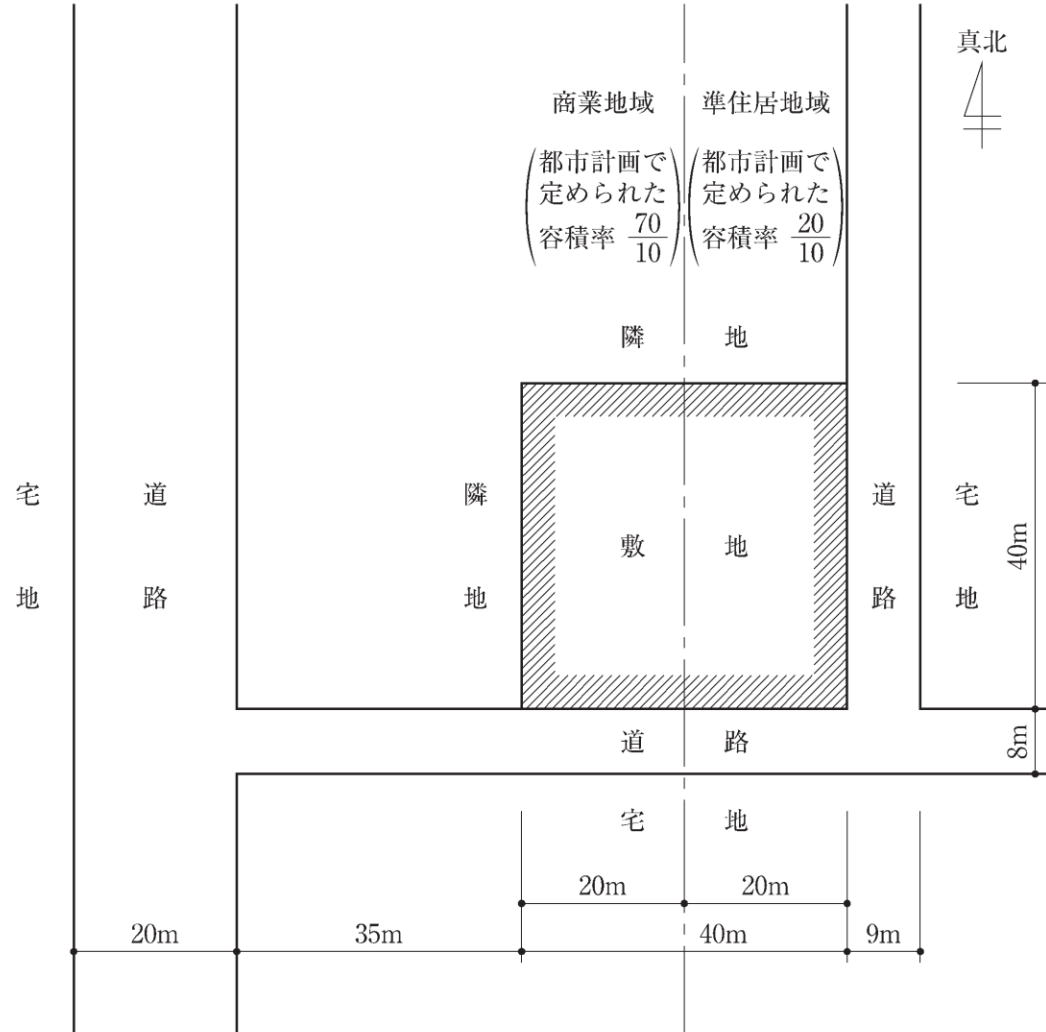 真北
商業地域
準住居地域
都市計画で
定められた
容積率 70/10
都市計画で
定められた
容積率 20/10
隣 地
宅地
道路
隣地
敷 地
道路
宅地
40m
道 路
8m
宅 地
20m
20m
20m
35m
40m
9m